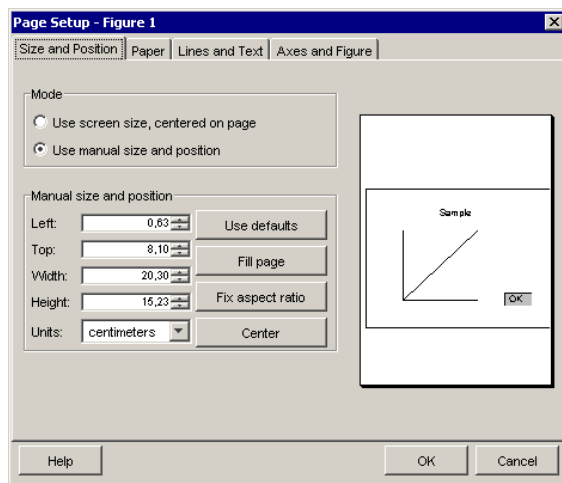 Page Setup - Figure 1
Size and Position Paper Lines and Text Axes and Figure
Mode
Use screen size, centered on page
Use manual size and position
Manual size and position
Left: 0,63 Use defaults
Top: 8,10
Fill page
Width: 20,30
Height: 15,23 Fix aspect ratio
Units: centimeters Center
Sample
OK
Help OK Cancel